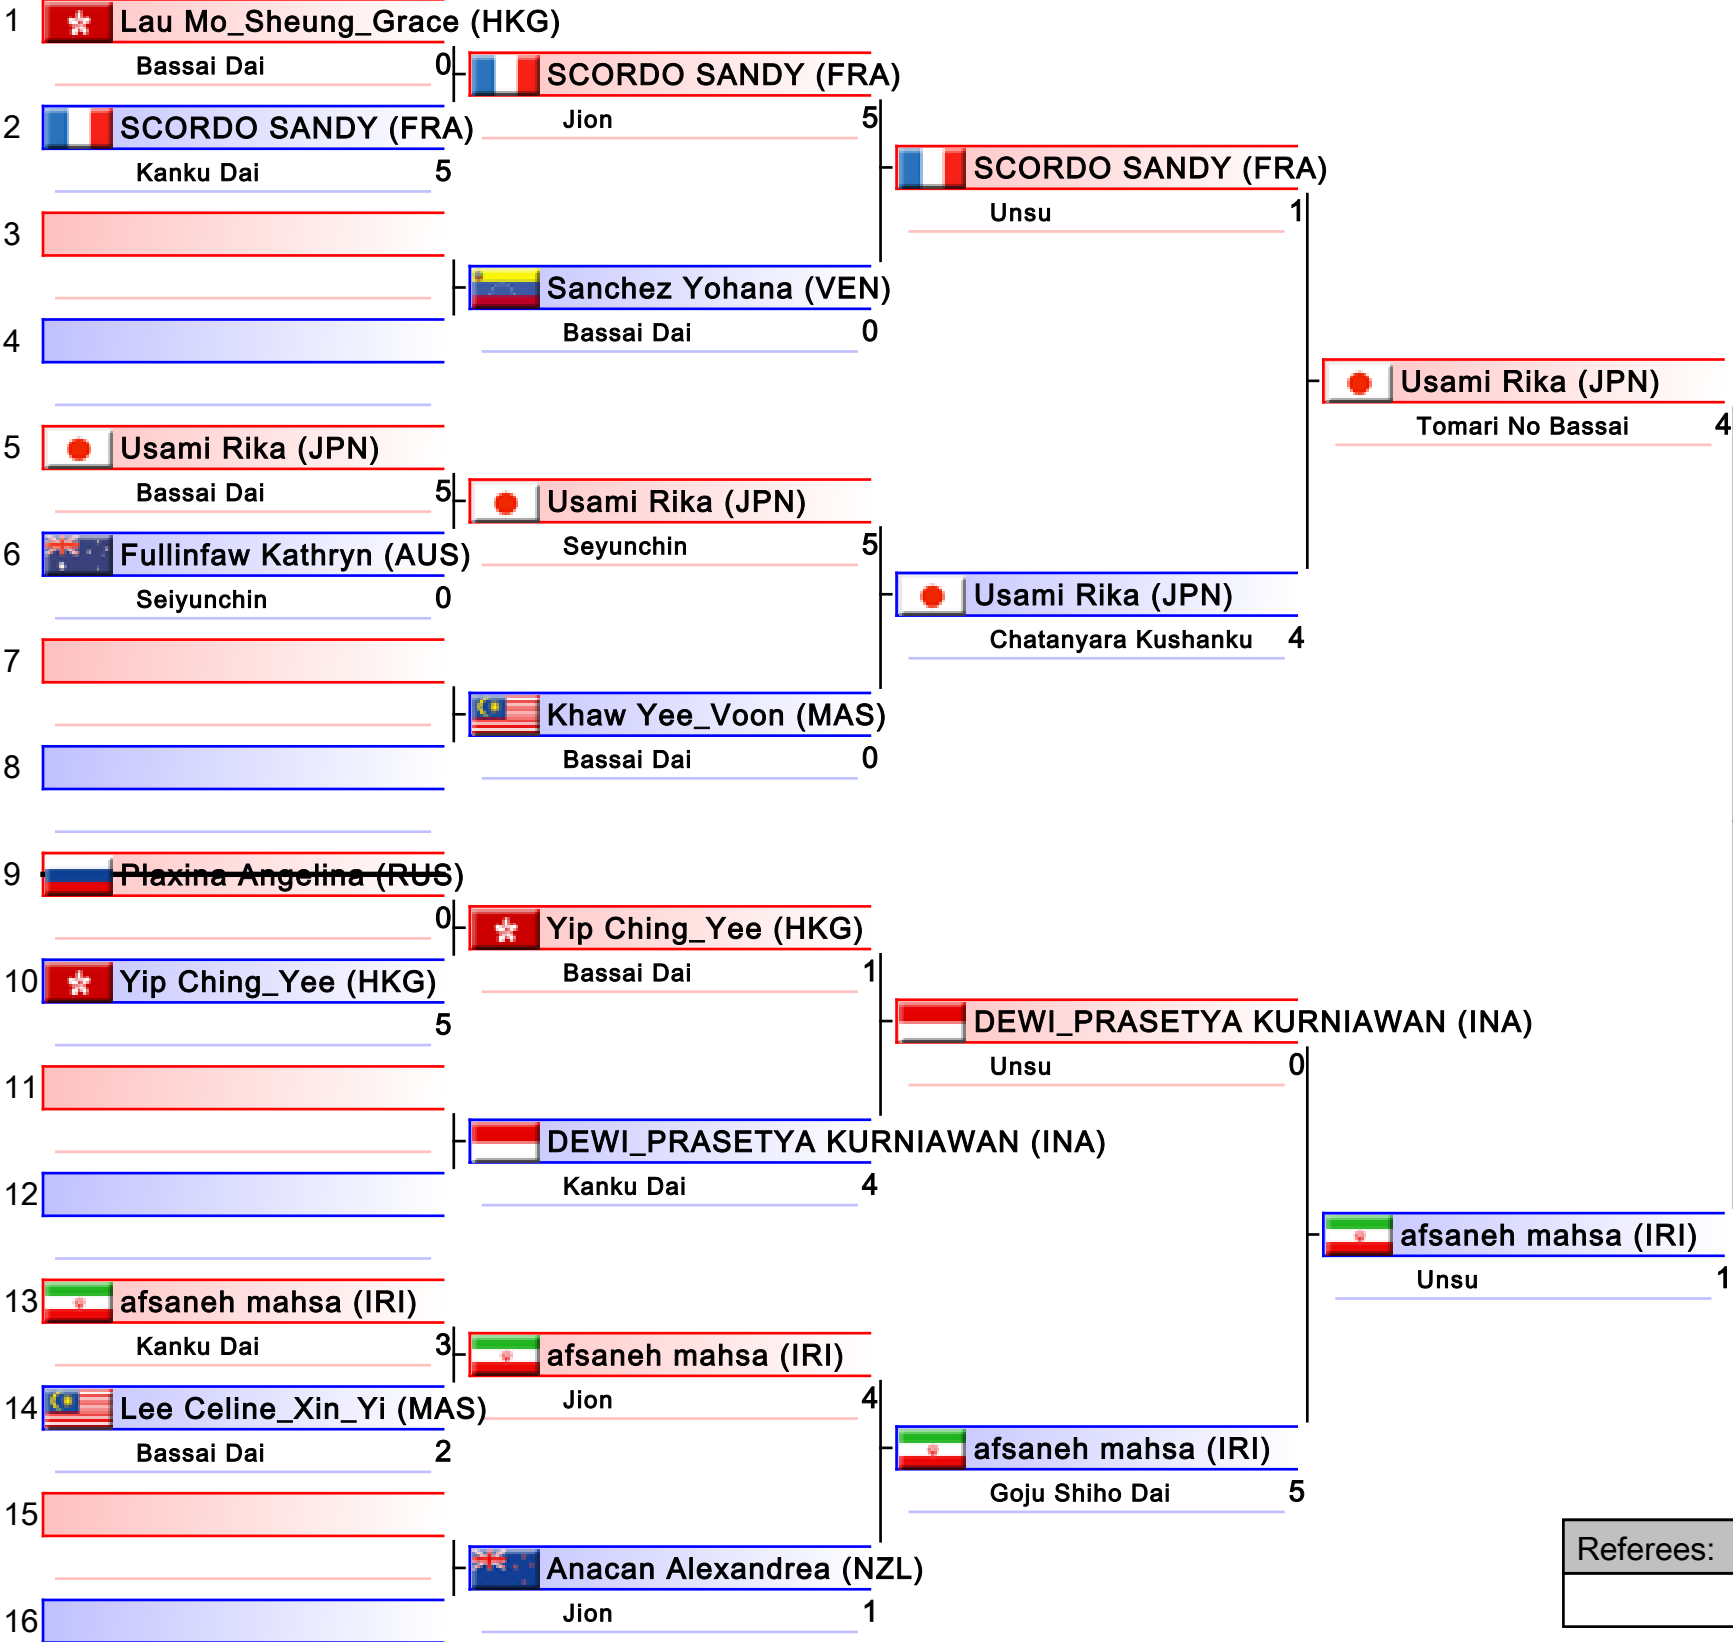 1 Lau Mo_Sheung_Grace (HKG)
Bassai Dai 0
SCORDO SANDY (FRA)
Jion 5
2 SCORDO SANDY (FRA)
Kanku Dai 5
SCORDO SANDY (FRA)
Unsu 1
3
Sanchez Yohana (VEN)
Bassai Dai 0
4
Usami Rika (JPN)
Tomari No Bassai 4
5 Usami Rika (JPN)
Bassai Dai 5
Usami Rika (JPN)
Seyunchin 5
6 Fullinfaw Kathryn (AUS)
Seiyunchin 0
Usami Rika (JPN)
Chatanyara Kushanku 4
7
Khaw Yee_Voon (MAS)
Bassai Dai 0
8
9 Plaxina Angelina (RUS)
0
Yip Ching_Yee (HKG)
Bassai Dai 1
10 Yip Ching_Yee (HKG)
5
DEWI_PRASETYA KURNIAWAN (INA)
Unsu 0
11
DEWI_PRASETYA KURNIAWAN (INA)
Kanku Dai 4
12
afsaneh mahsa (IRI)
Unsu 1
13 afsaneh mahsa (IRI)
Kanku Dai 3
afsaneh mahsa (IRI)
Jion 4
14 Lee Celine_Xin_Yi (MAS)
Bassai Dai 2
afsaneh mahsa (IRI)
Goju Shiho Dai 5
15
Anacan Alexandrea (NZL)
Jion 1
16
Referees: